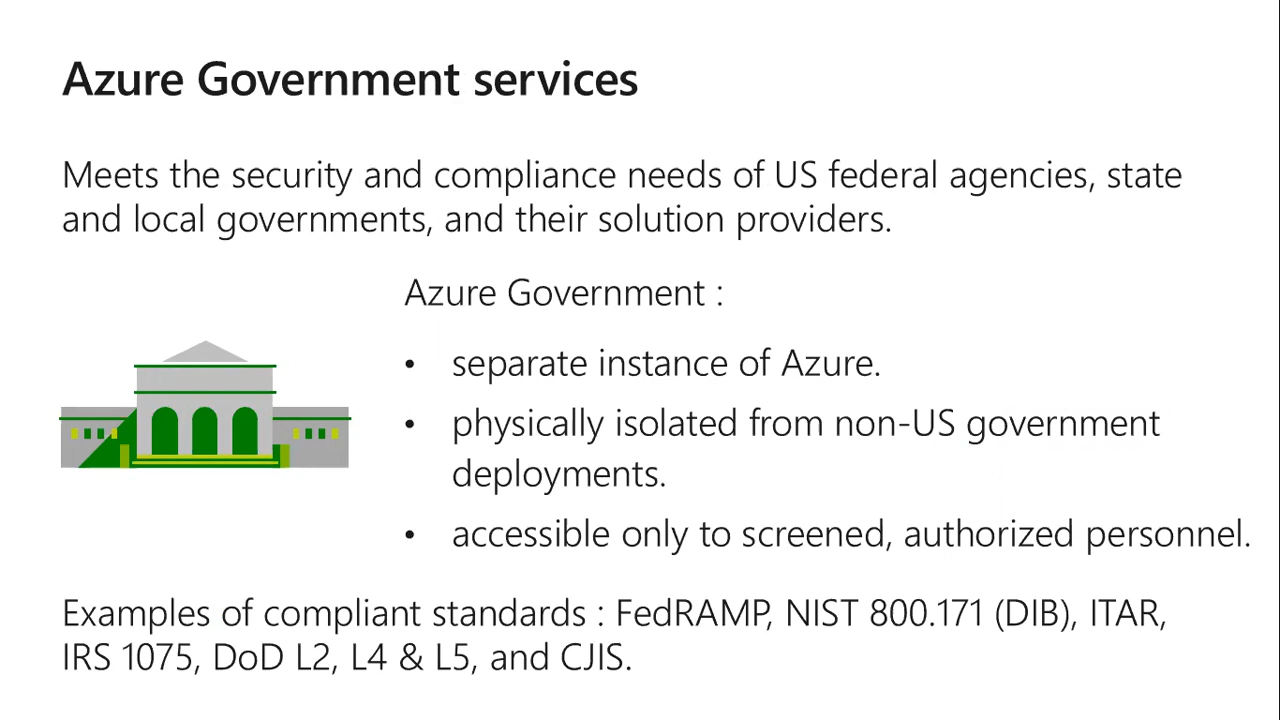 Azure Government services
Meets the security and compliance needs of US federal agencies, state
and local governments, and their solution providers.
Azure Government :
• separate instance of Azure.
• physically isolated from non-US government
deployments.
• accessible only to screened, authorized personnel.
Examples of compliant standards : FedRAMP, NIST 800.171 (DIB), ITAR,
IRS 1075, DoD L2, L4 & L5, and CJIS.